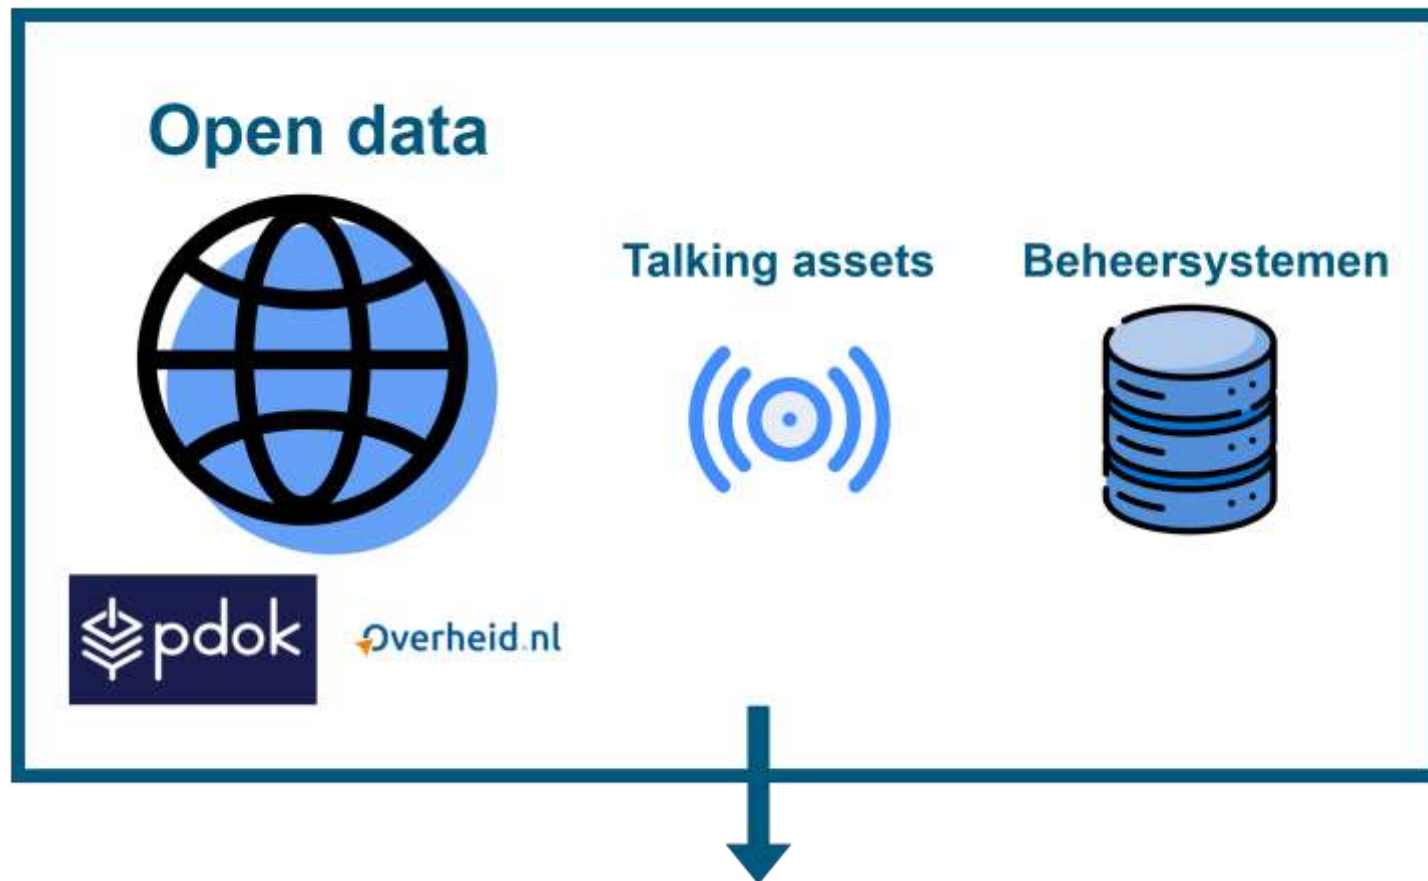 Open data
Talking assets
Beheersystemen
pdok
Overheid.nl